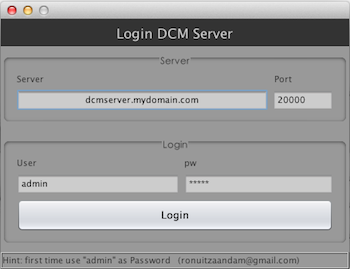 Login DCM Server
Server
Server Port
dcmserver.mydomain.com 20000
Login
User pw
admin *****
Login
Hint: first time use "admin" as Password (ronuitzaandam@gmail.com)